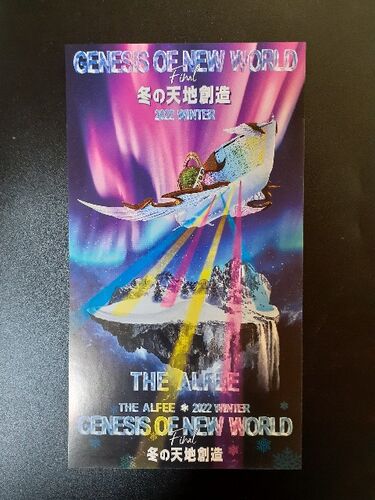 GENESIS OF NEW WORLD
Final
冬の天地創造
2022 WINTER
THE ALFEE
THE ALFEE ❄ 2022 WINTER
GENESIS OF NEW WORLD
Final
冬の天地創造